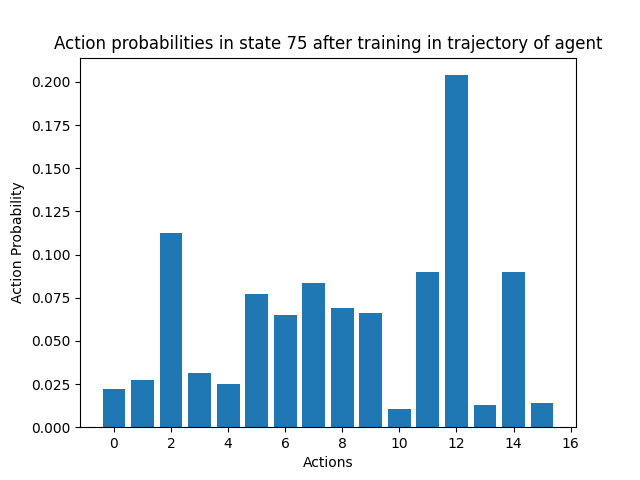 Action probabilities in state 75 after training in trajectory of agent
0.200
0.175
0.150
0.125
0.100
0.075
0.050
0.025
0.000
Action Probability
0 2 4 6 8 10 12 14 16
Actions